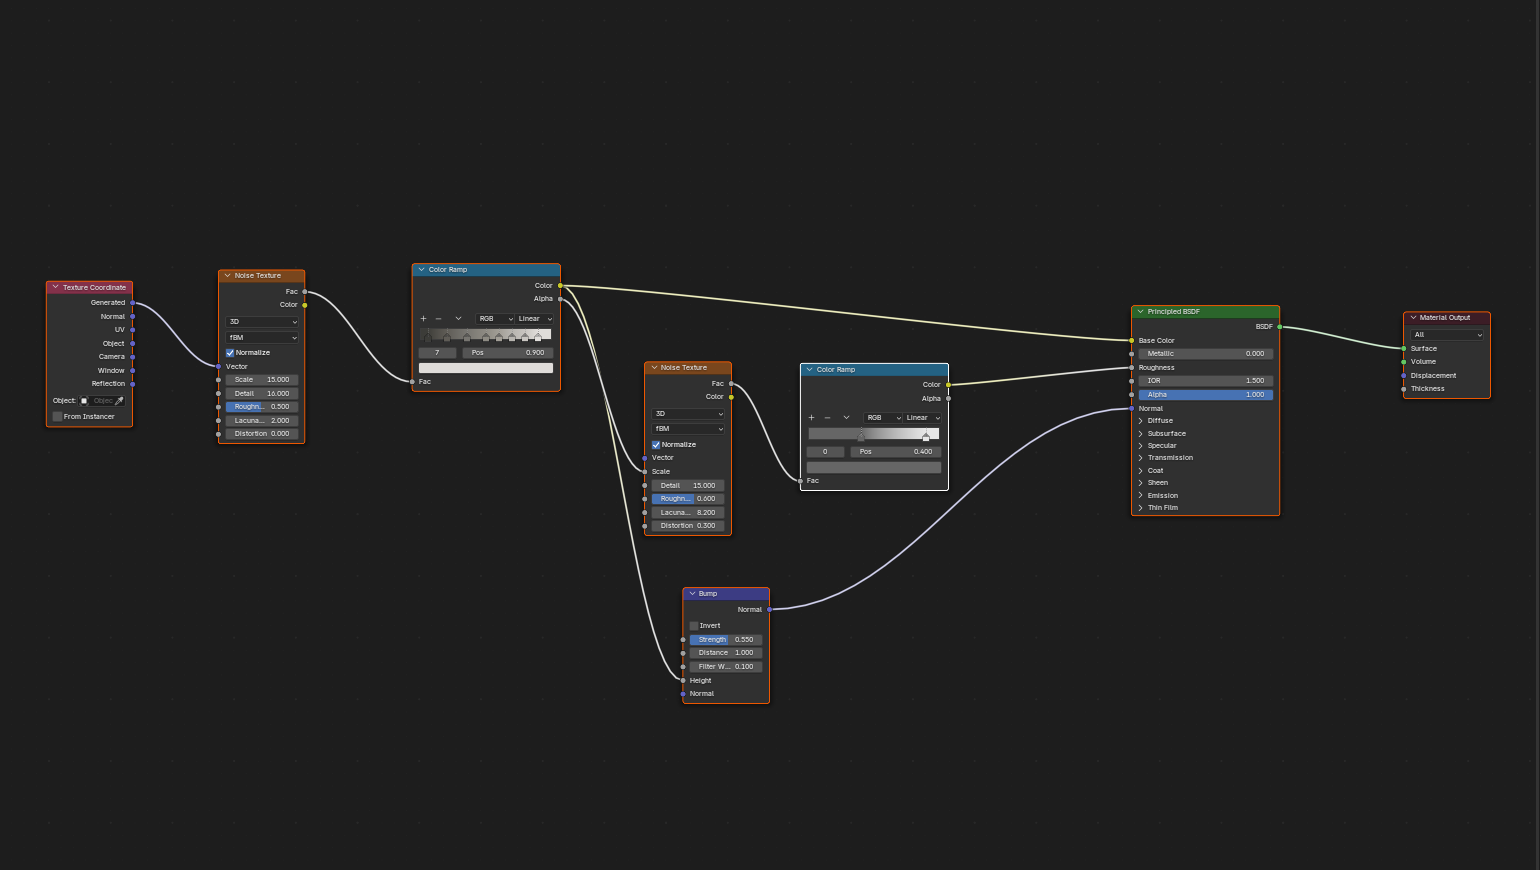 Texture Coordinate
Generated
Normal
UV
Object
Camera
Window
Reflection
Object: Objec
From Instancer
Noise Texture
Fac
Color
3D
fBM
Normalize
Vector
Scale 15.000
Detail 16.000
Roughn... 0.500
Lacuna... 2.000
Distortion 0.000
Color Ramp
Color
Alpha
RGB Linear
7 Pos 0.900
Fac
Noise Texture
Fac
Color
3D
fBM
Normalize
Vector
Scale
Detail 15.000
Roughn... 0.600
Lacuna... 8.200
Distortion 0.300
Color Ramp
Color
Alpha
RGB Linear
0 Pos 0.400
Fac
Bump
Normal
Invert
Strength 0.550
Distance 1.000
Filter W... 0.100
Height
Normal
Principled BSDF
BSDF
Base Color
Metallic 0.000
Roughness
IOR 1.500
Alpha 1.000
Normal
Diffuse
Subsurface
Specular
Transmission
Coat
Sheen
Emission
Thin Film
Material Output
All
Surface
Volume
Displacement
Thickness